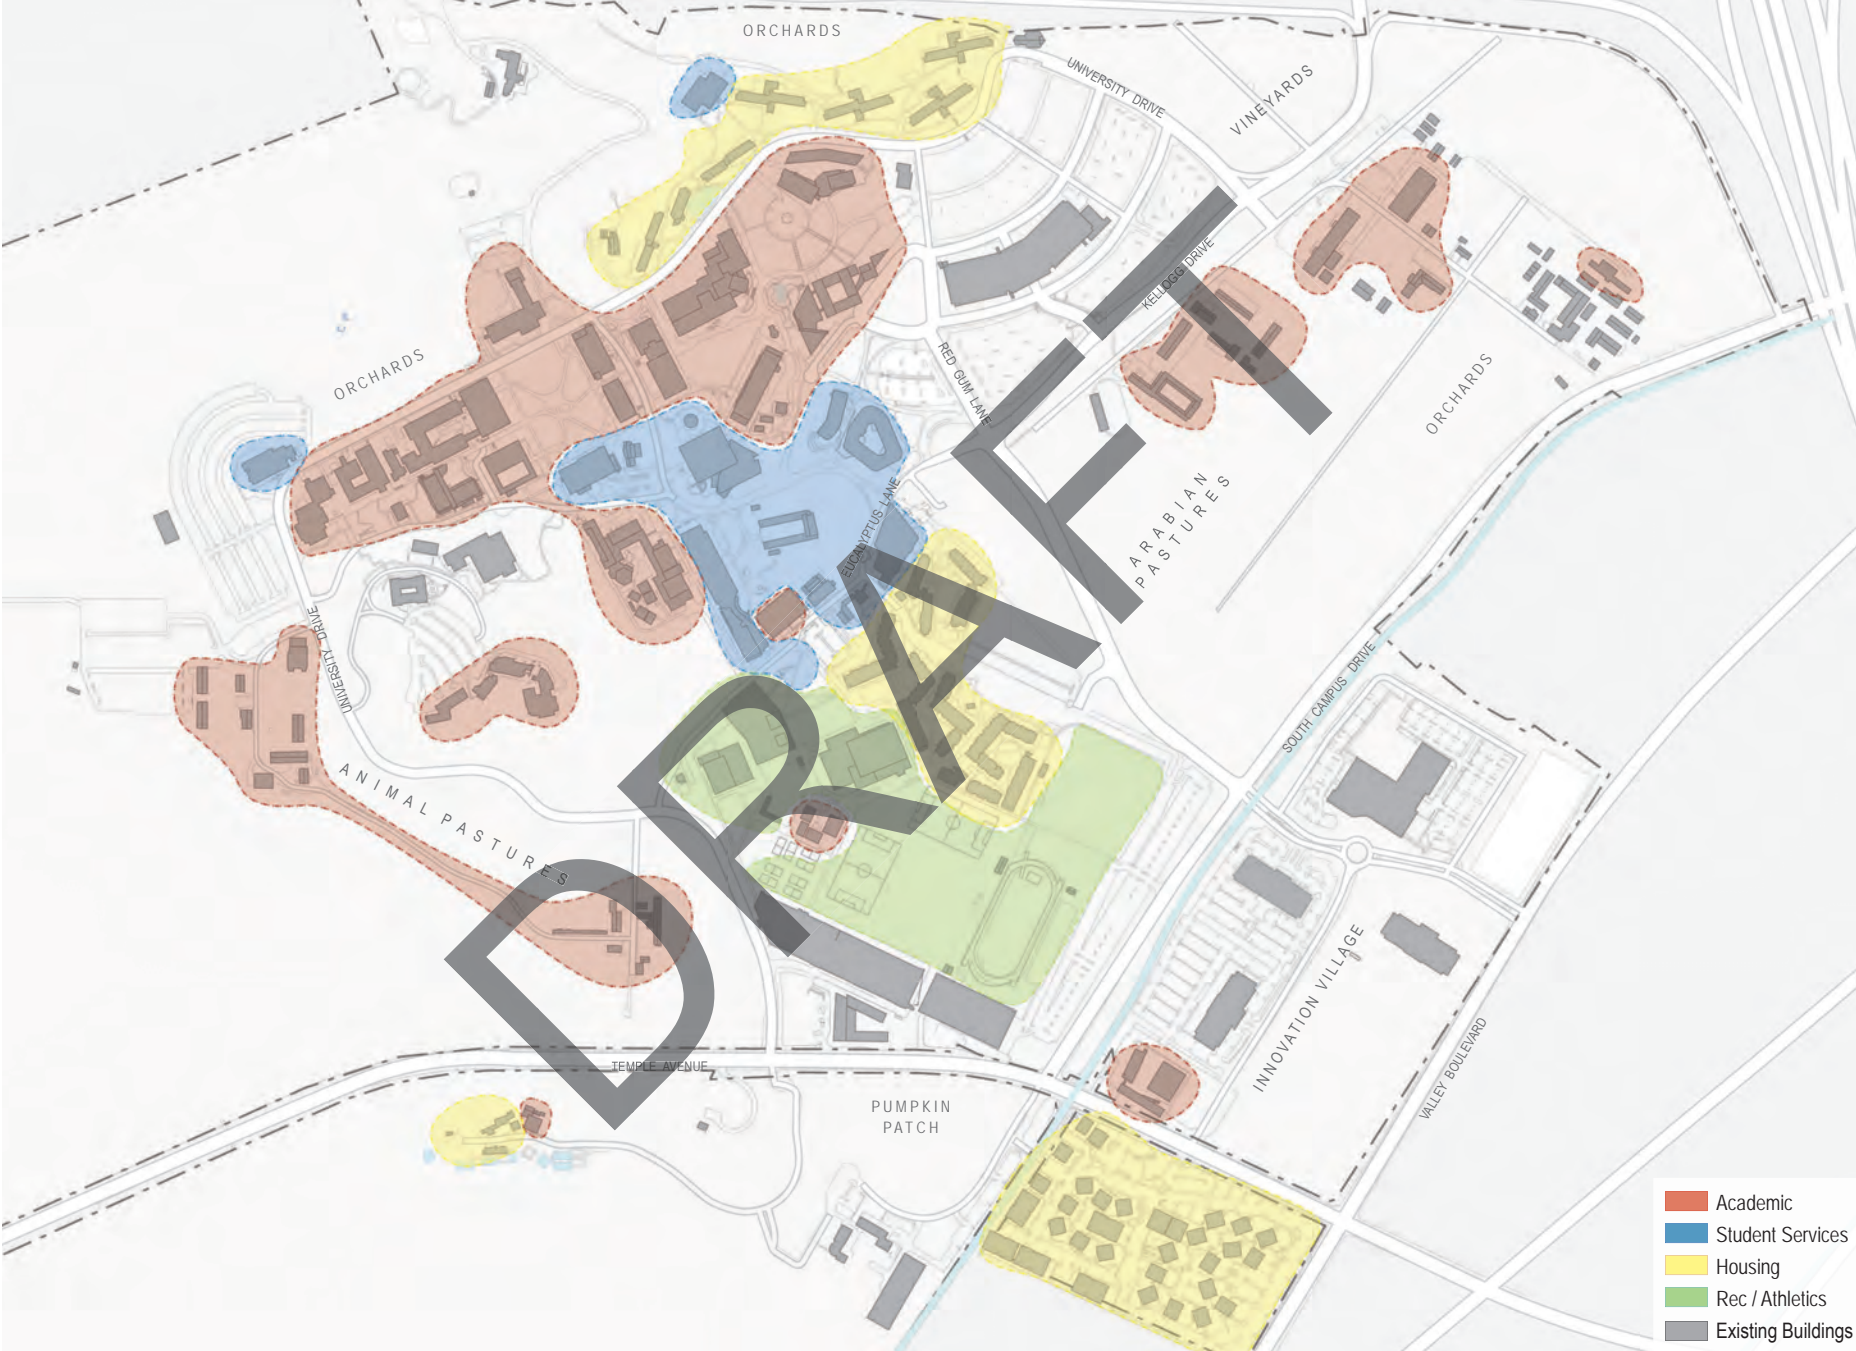 ORCHARDS
UNIVERSITY DRIVE
VINEYARDS
KELLOGG DRIVE
ORCHARDS
RED GUM LANE
ORCHARDS
EUCALYPTUS LANE
ARABIAN
PASTURES
UNIVERSITY DRIVE
SOUTH CAMPUS DRIVE
ANIMAL PASTURES
DRAFT
INNOVATION VILLAGE
TEMPLE AVENUE
VALLEY BOULEVARD
PUMPKIN
PATCH
Academic
Student Services
Housing
Rec / Athletics
Existing Buildings